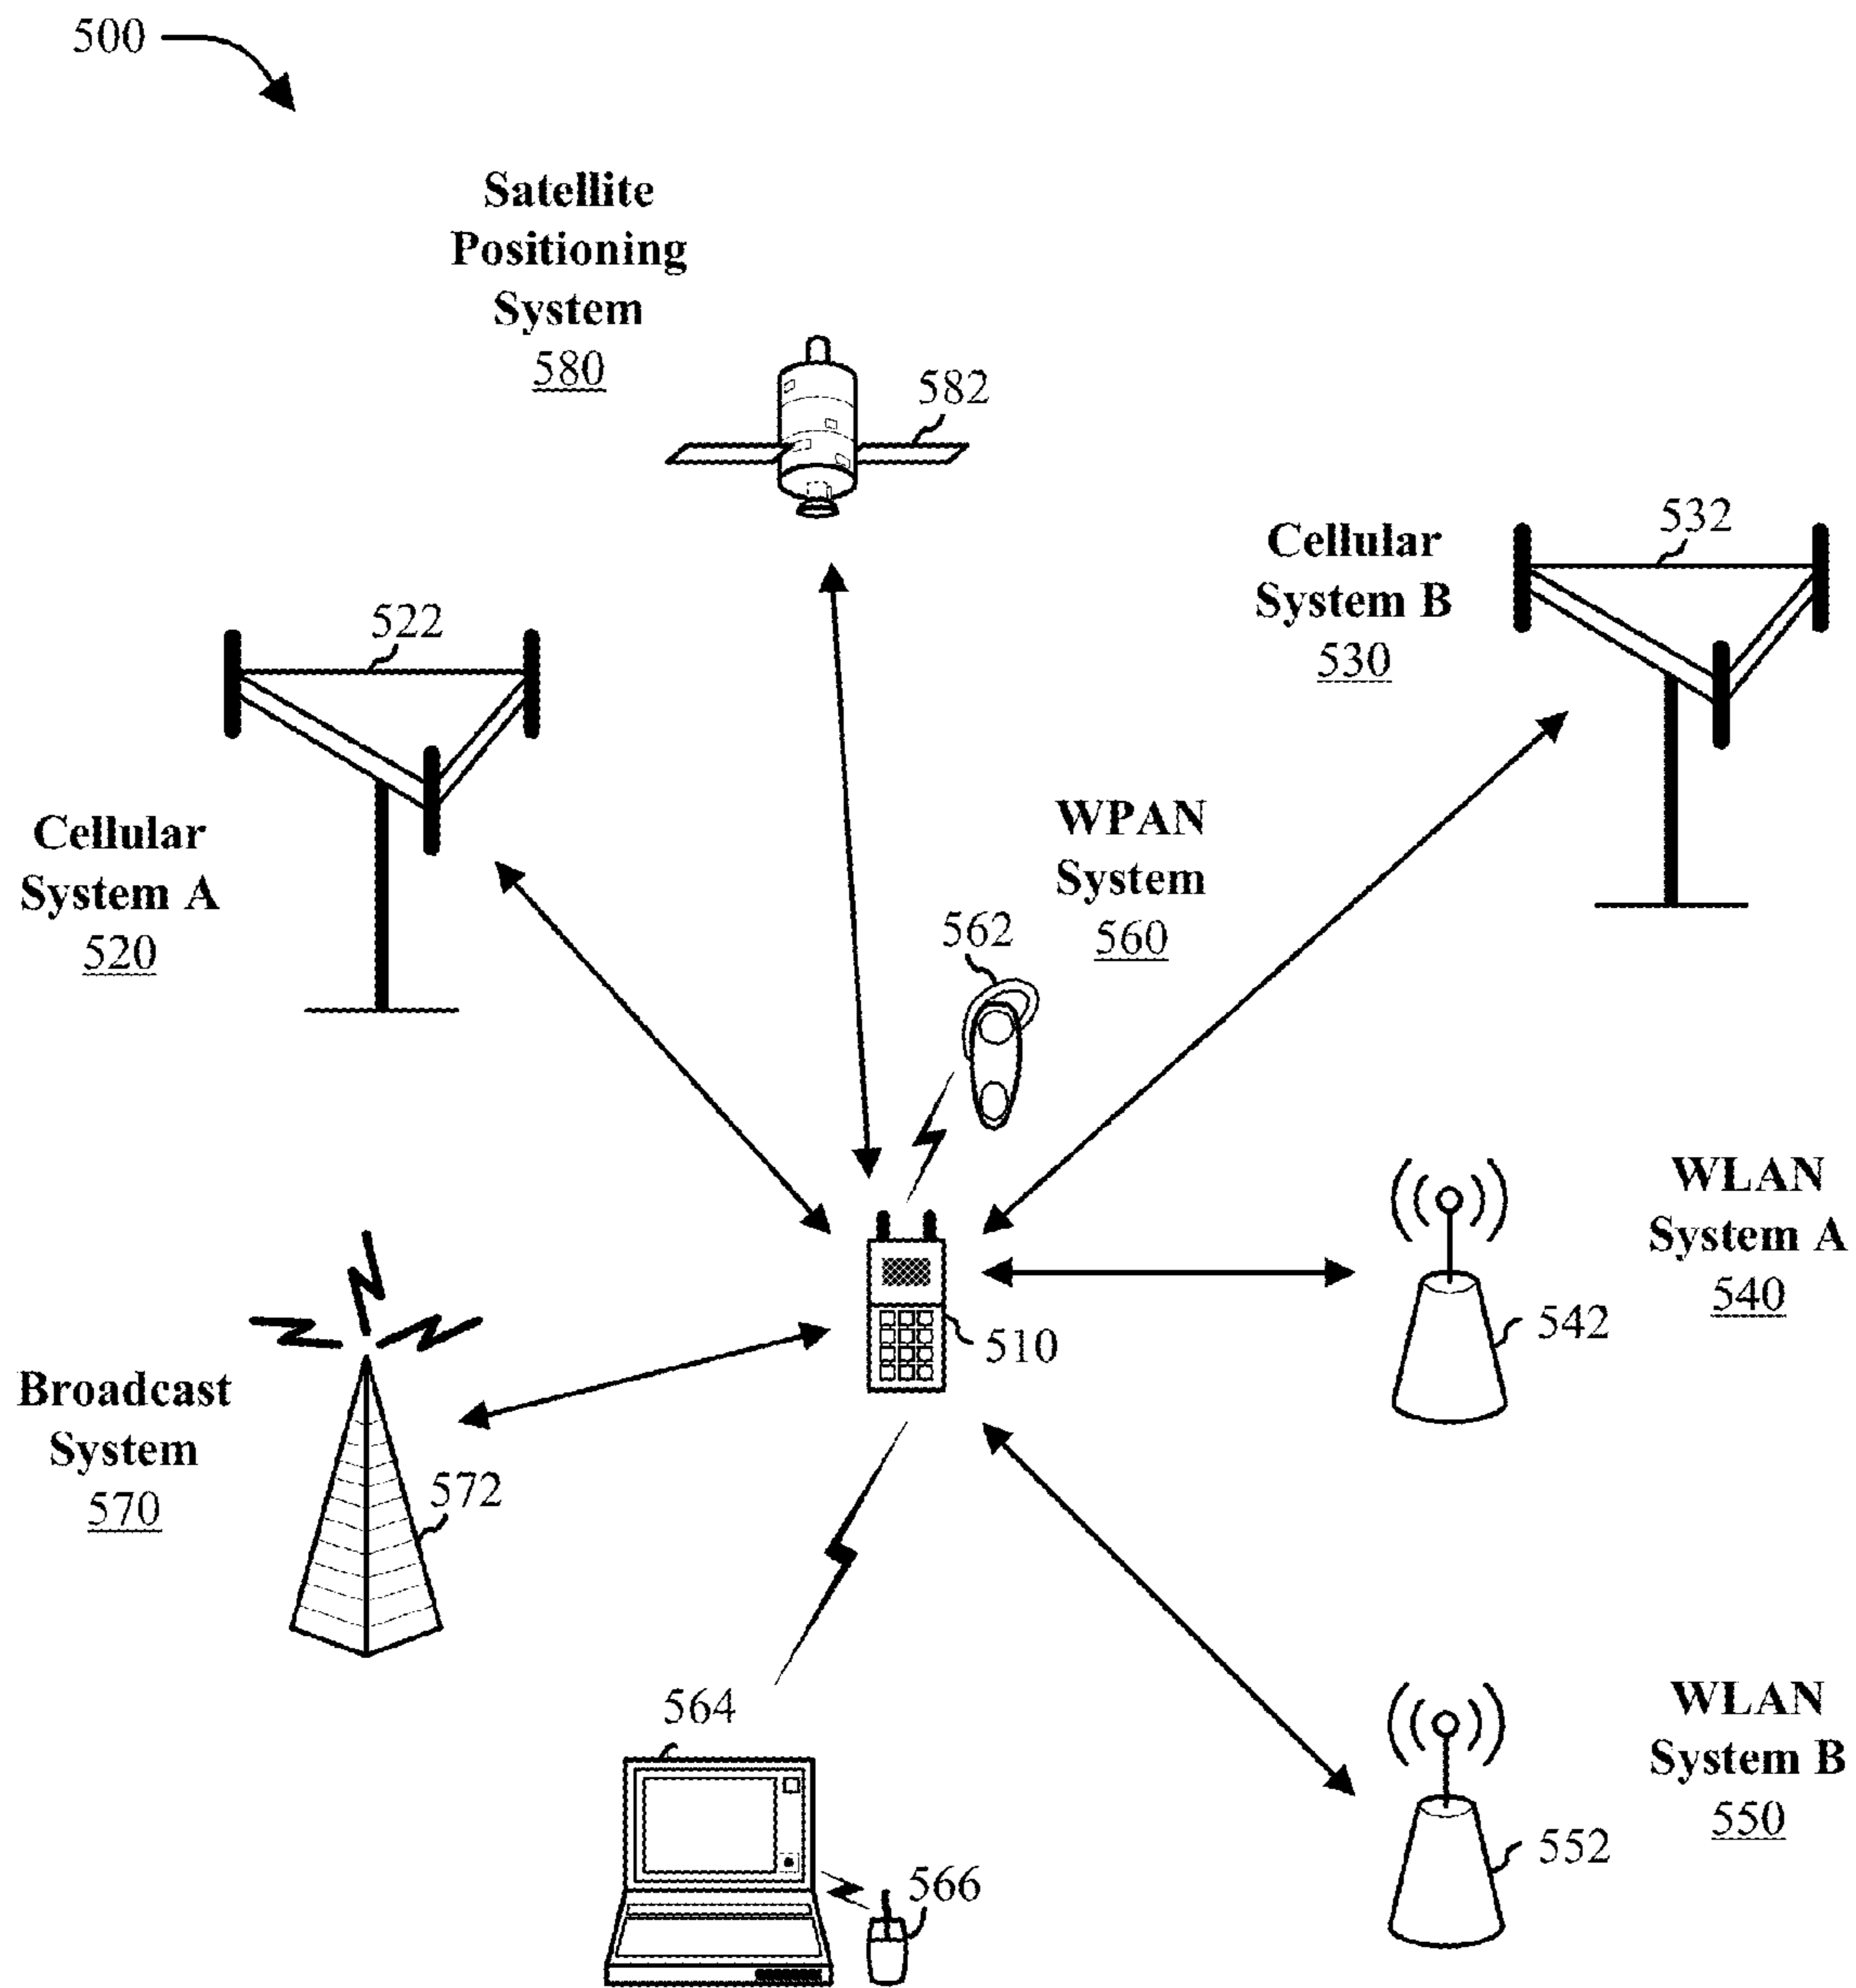 500
Satellite
Positioning
System
580
582
Cellular
System B
530
532
522
Cellular
System A
520
WPAN
System
560
562
WLAN
System A
540
542
510
Broadcast
System
570
572
564
566
WLAN
System B
550
552